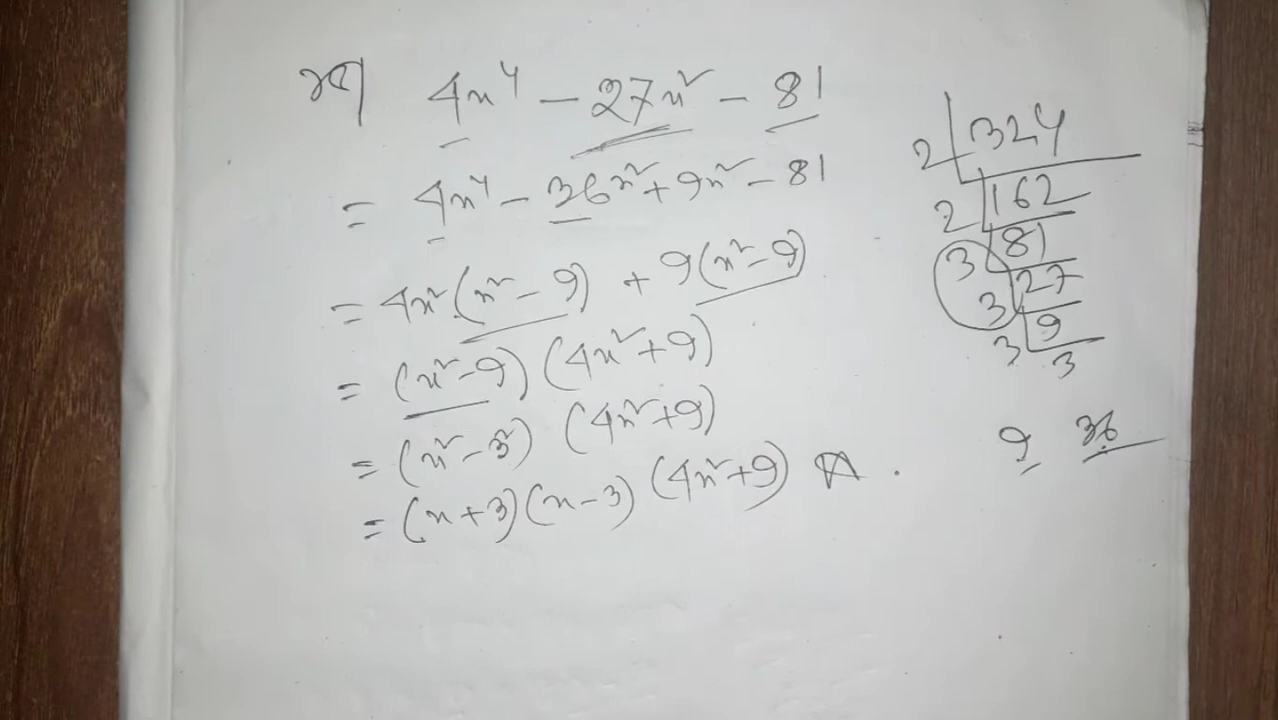 4x⁴ - 27x² - 81
= 4x⁴ - 36x² + 9x² - 81
= 4x²(x² - 9) + 9(x² - 9)
= (x² - 9) (4x² + 9)
= (x² - 3²) (4x² + 9)
= (x + 3)(x - 3) (4x² + 9)
2 324
2 162
3 81
3 27
3 9
3
9 36